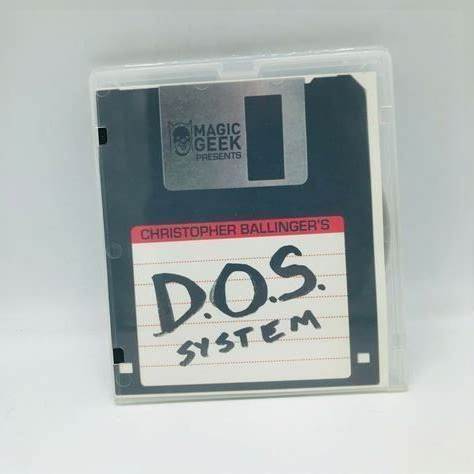 MAGIC
GEEK
PRESENTS
CHRISTOPHER BALLINGER'S
D.O.S.
SYSTEM